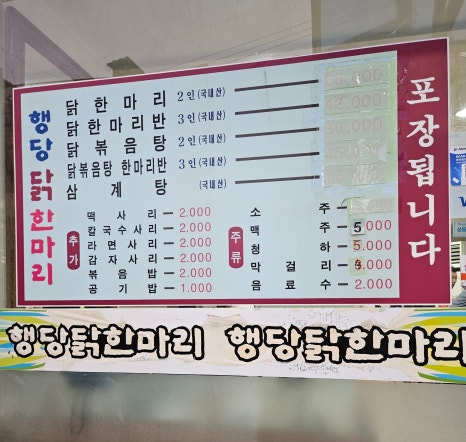 행당닭한마리
닭 한 마 리 2인(국내산)
닭 한 마 리 반 3인(국내산)
닭 볶 음 탕 2인(국내산)
닭볶음탕 한마리반 3인(국내산)
삼 계 탕 (국내산)
추가
떡 사 리 — 2.000
칼국수사리 — 2.000
라면사리 — 2.000
감자사리 — 2.000
볶 음 밥 — 2.000
공 기 밥 — 1.000
주류
소 주
맥 주 — 5.000
청 하 — 5.000
막 걸 리 .000
음 료 수 — 2.000
포장됩니다
행당닭한마리 행당닭한마리